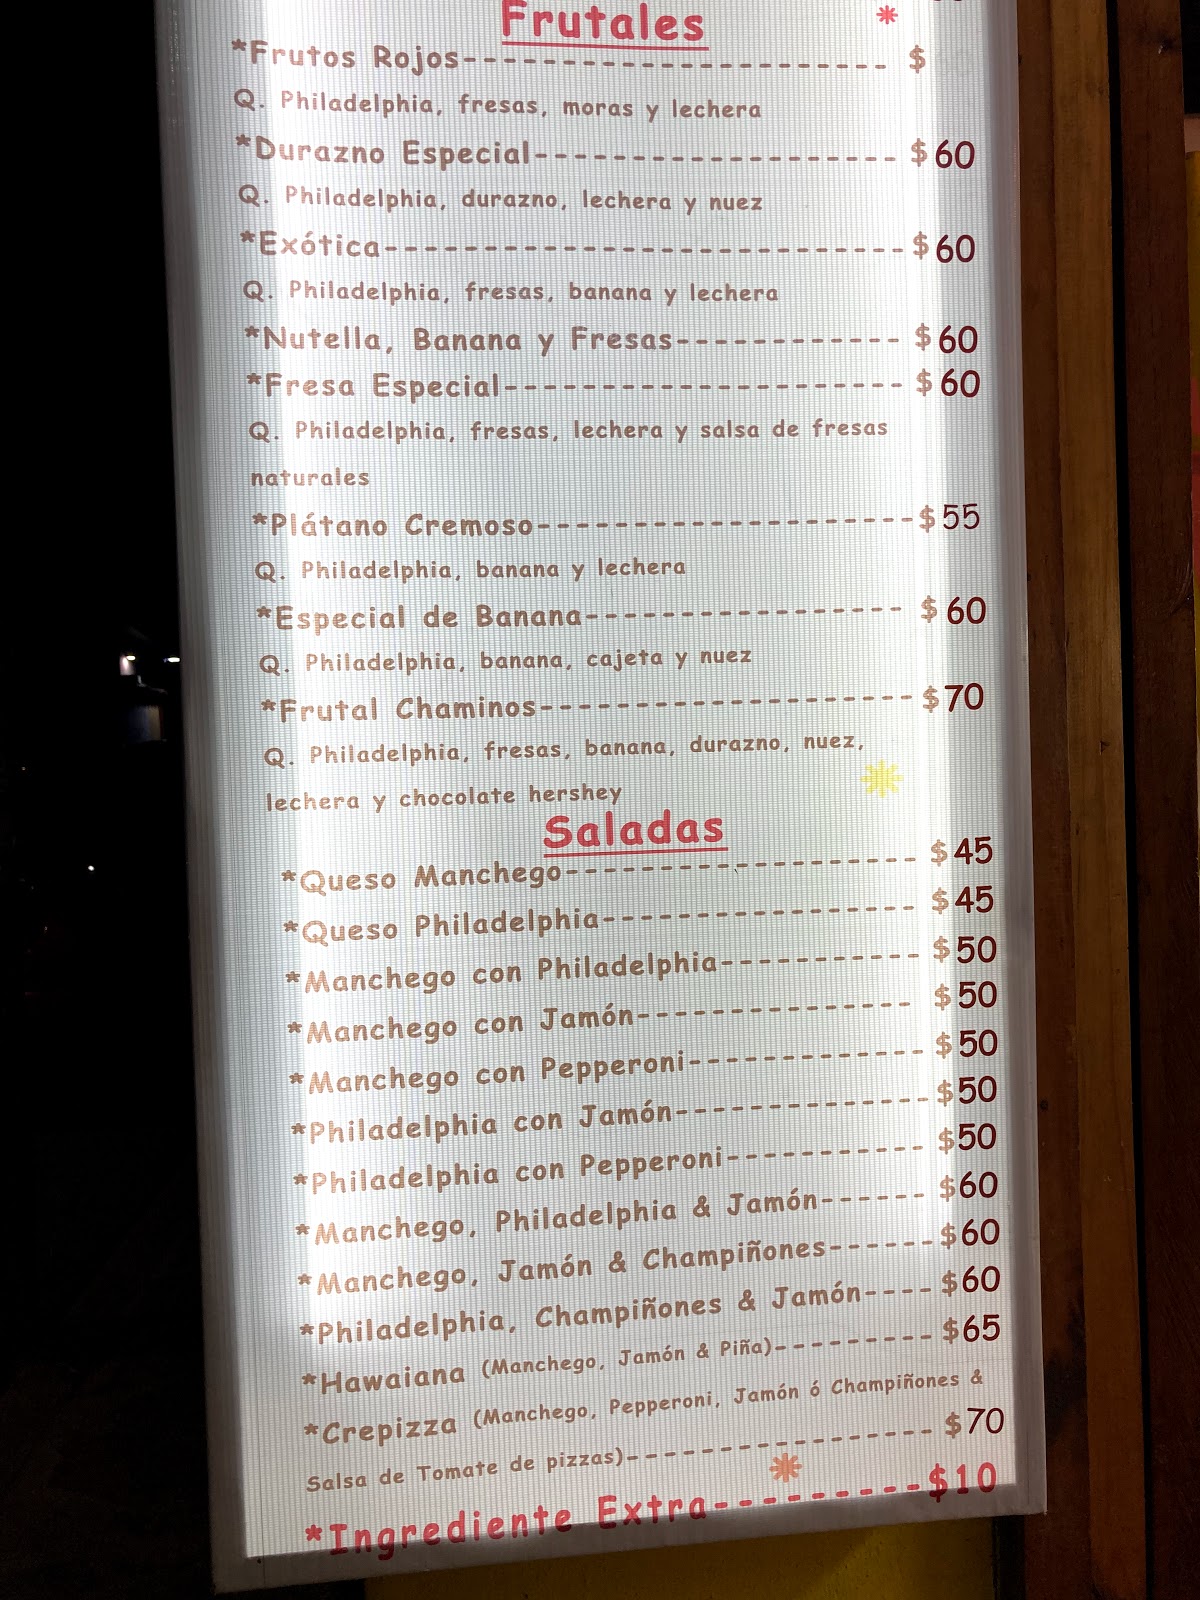 Frutales
*Frutos Rojos---------------------- $
Q. Philadelphia, fresas, moras y lechera
*Durazno Especial------------------- $60
Q. Philadelphia, durazno, lechera y nuez
*Exótica--------------------------- $60
Q. Philadelphia, fresas, banana y lechera
*Nutella, Banana y Fresas------------ $60
*Fresa Especial--------------------- $60
Q. Philadelphia, fresas, lechera y salsa de fresas
naturales
*Plátano Cremoso--------------------$55
Q. Philadelphia, banana y lechera
*Especial de Banana----------------- $60
Q. Philadelphia, banana, cajeta y nuez
*Frutal Chaminos-------------------$70
Q. Philadelphia, fresas, banana, durazno, nuez,
lechera y chocolate hershey
Saladas
*Queso Manchego------------------ $45
*Queso Philadelphia---------------- $45
*Manchego con Philadelphia----------- $50
*Manchego con Jamón-------------- $50
*Manchego con Pepperoni------------ $50
*Philadelphia con Jamón-------------$50
*Philadelphia con Pepperoni---------- $50
*Manchego, Philadelphia & Jamón------ $60
*Manchego, Jamón & Champiñones------$60
*Philadelphia, Champiñones & Jamón---- $60
*Hawaiana (Manchego, Jamón & Piña)--------- $65
*Crepizza (Manchego, Pepperoni, Jamón ó Champiñones &
Salsa de Tomate de pizzas)----------------- $70
*Ingrediente Extra---------$10